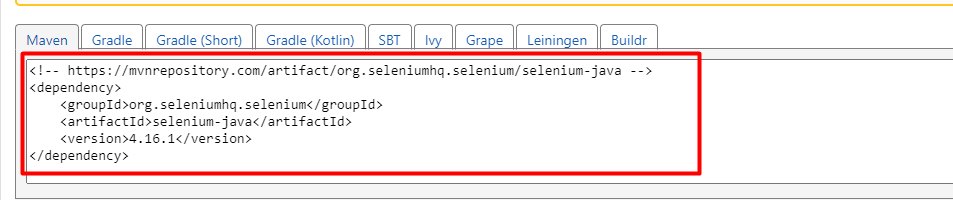 Maven Gradle Gradle (Short) Gradle (Kotlin) SBT Ivy Grape Leiningen Buildr
<!-- https://mvnrepository.com/artifact/org.seleniumhq.selenium/selenium-java -->
<dependency>
    <groupId>org.seleniumhq.selenium</groupId>
    <artifactId>selenium-java</artifactId>
    <version>4.16.1</version>
</dependency>